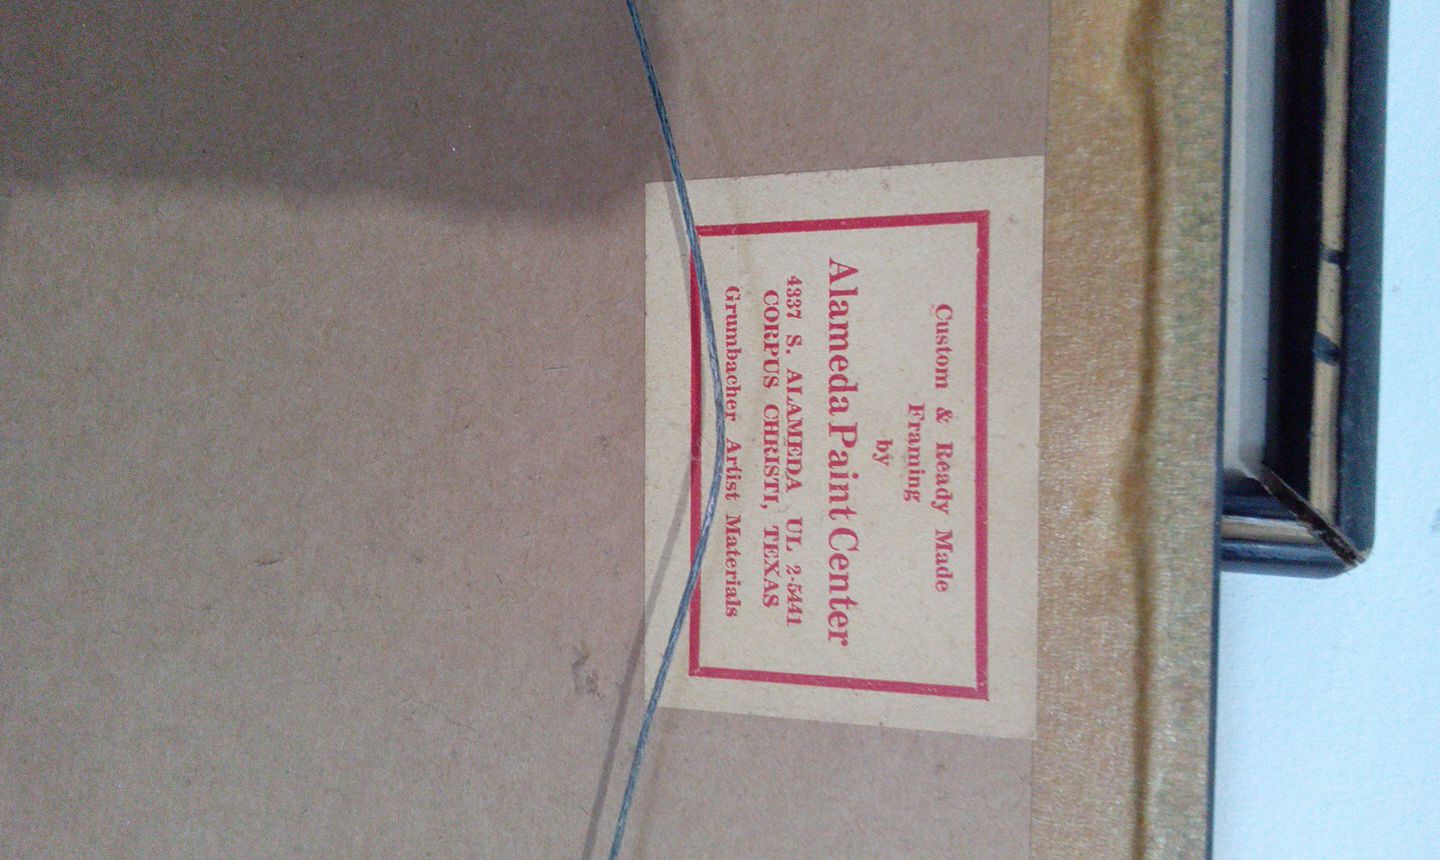 Custom & Ready Made
Framing
by
Alameda Paint Center
4337 S. ALAMEDA UL 2-5441
CORPUS CHRISTI, TEXAS
Grumbacher Artist Materials